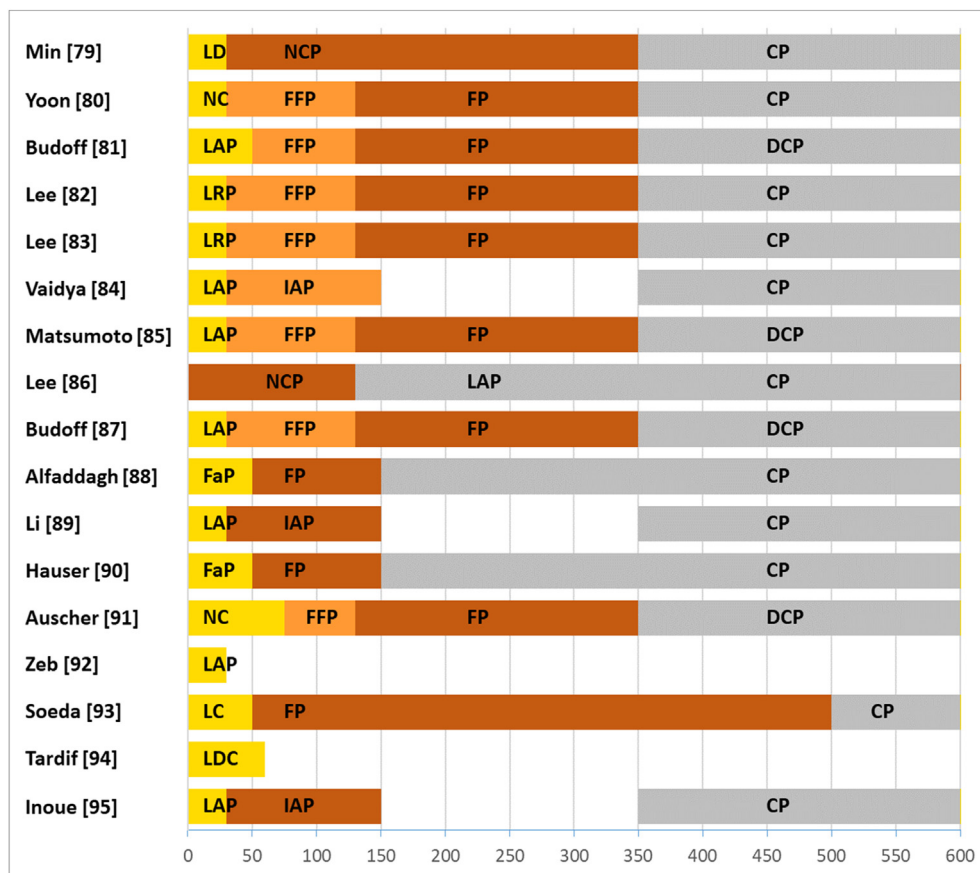 Min [79] LD NCP CP
Yoon [80] NC FFP FP CP
Budoff [81] LAP FFP FP DCP
Lee [82] LRP FFP FP CP
Lee [83] LRP FFP FP CP
Vaidya [84] LAP IAP CP
Matsumoto [85] LAP FFP FP DCP
Lee [86] NCP LAP CP
Budoff [87] LAP FFP FP DCP
Alfaddagh [88] FaP FP CP
Li [89] LAP IAP CP
Hauser [90] FaP FP CP
Auscher [91] NC FFP FP DCP
Zeb [92] LAP
Soeda [93] LC FP CP
Tardif [94] LDC
Inoue [95] LAP IAP CP
0 50 100 150 200 250 300 350 400 450 500 550 600